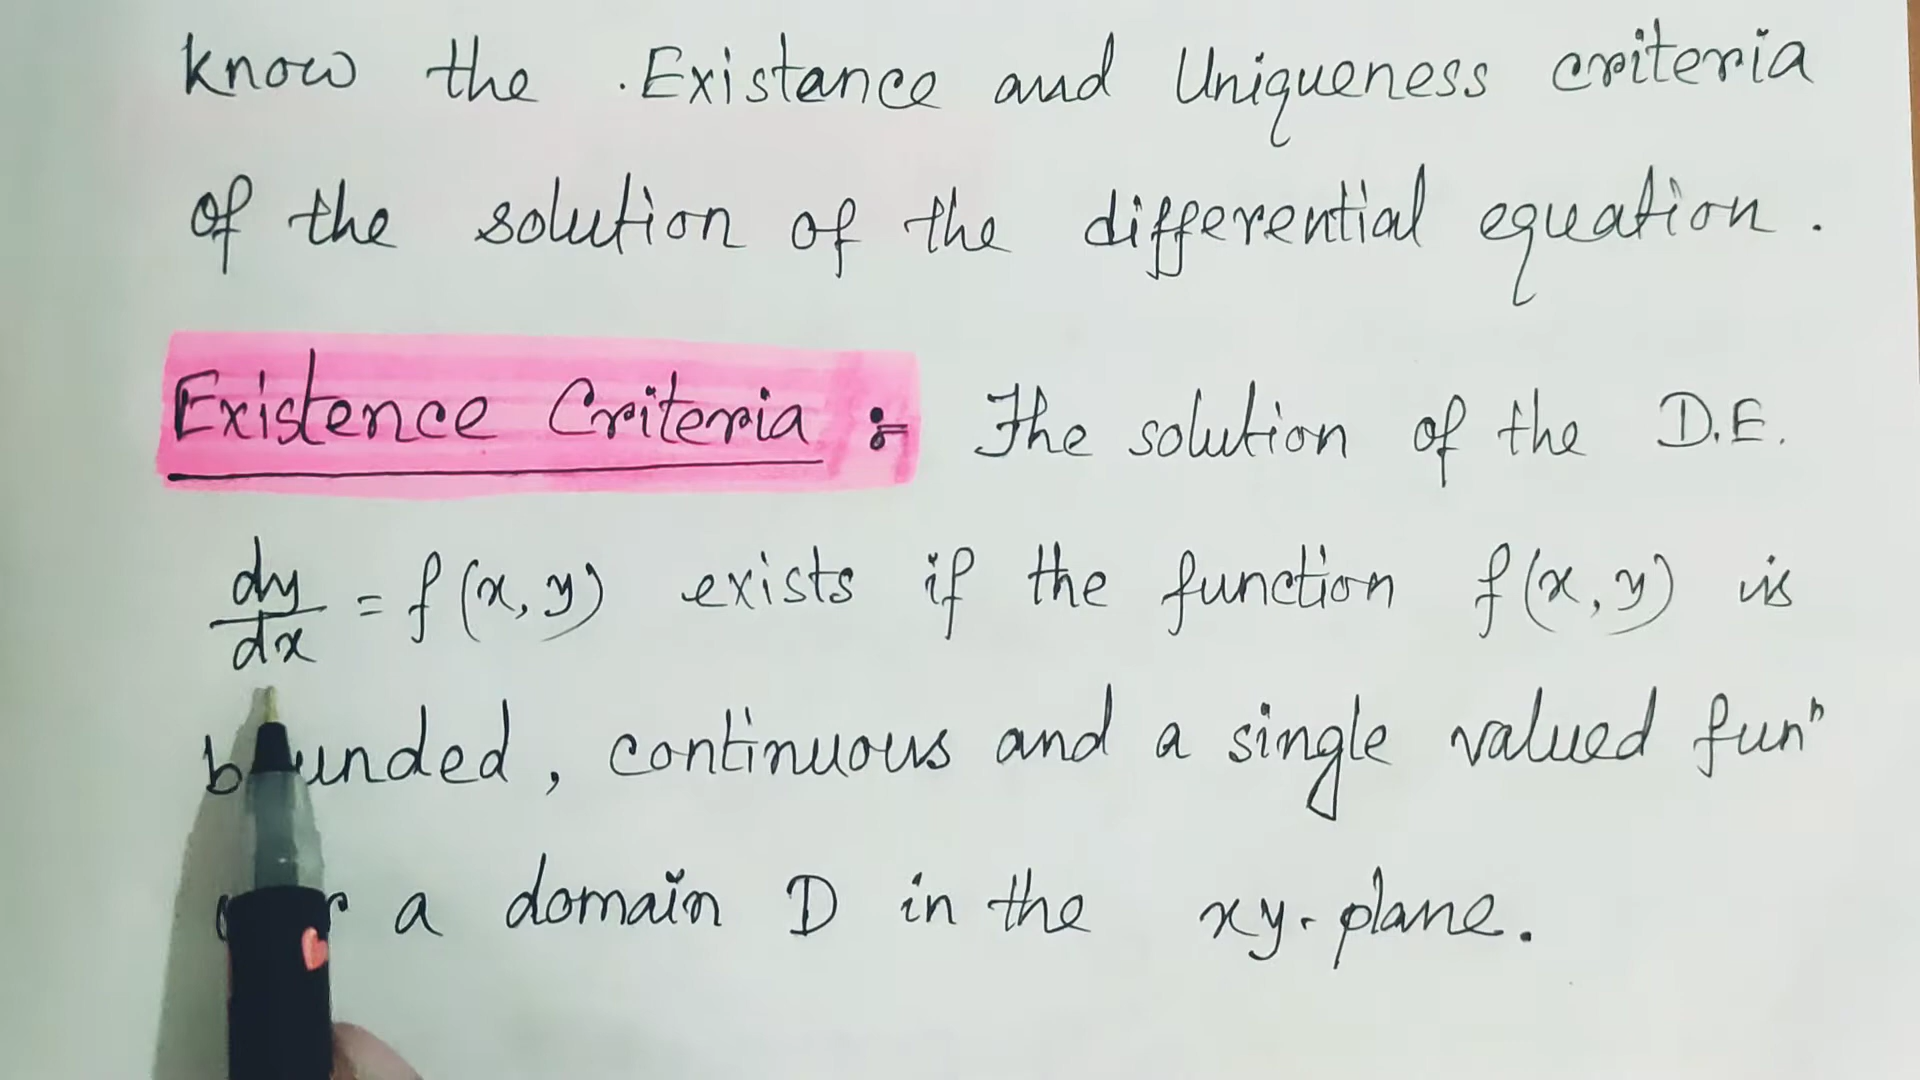 know the .Existance and Uniqueness criteria
of the solution of the differential equation.
Existence Criteria :- The solution of the D.E.
dy/dx = f(x,y) exists if the function f(x,y) is
bounded, continuous and a single valued funⁿ
a domain D in the xy-plane.